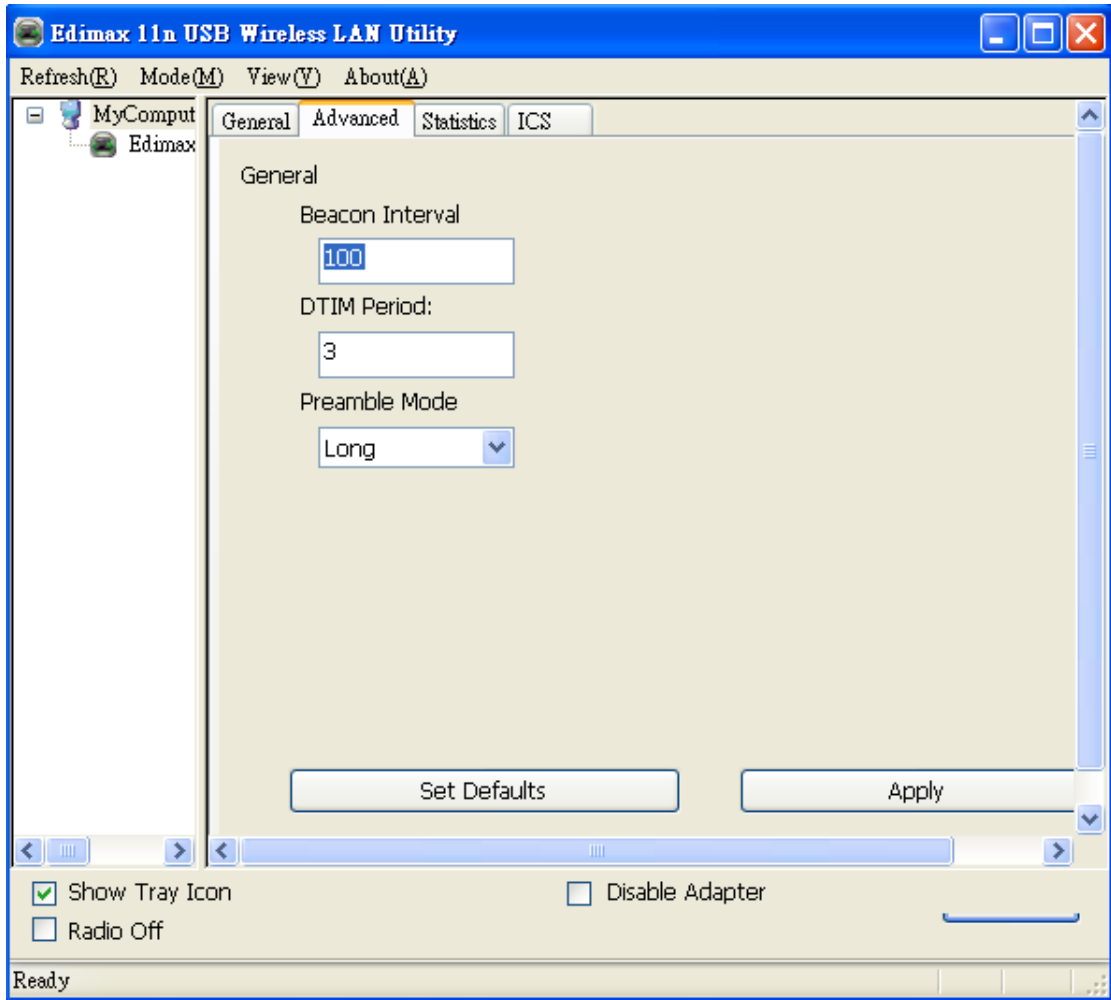 Edimax 11n USB Wireless LAN Utility
Refresh(R) Mode(M) View(V) About(A)
MyComput
Edimax
General Advanced Statistics ICS
General
Beacon Interval
100
DTIM Period:
3
Preamble Mode
Long
Set Defaults Apply
Show Tray Icon Disable Adapter
Radio Off
Ready